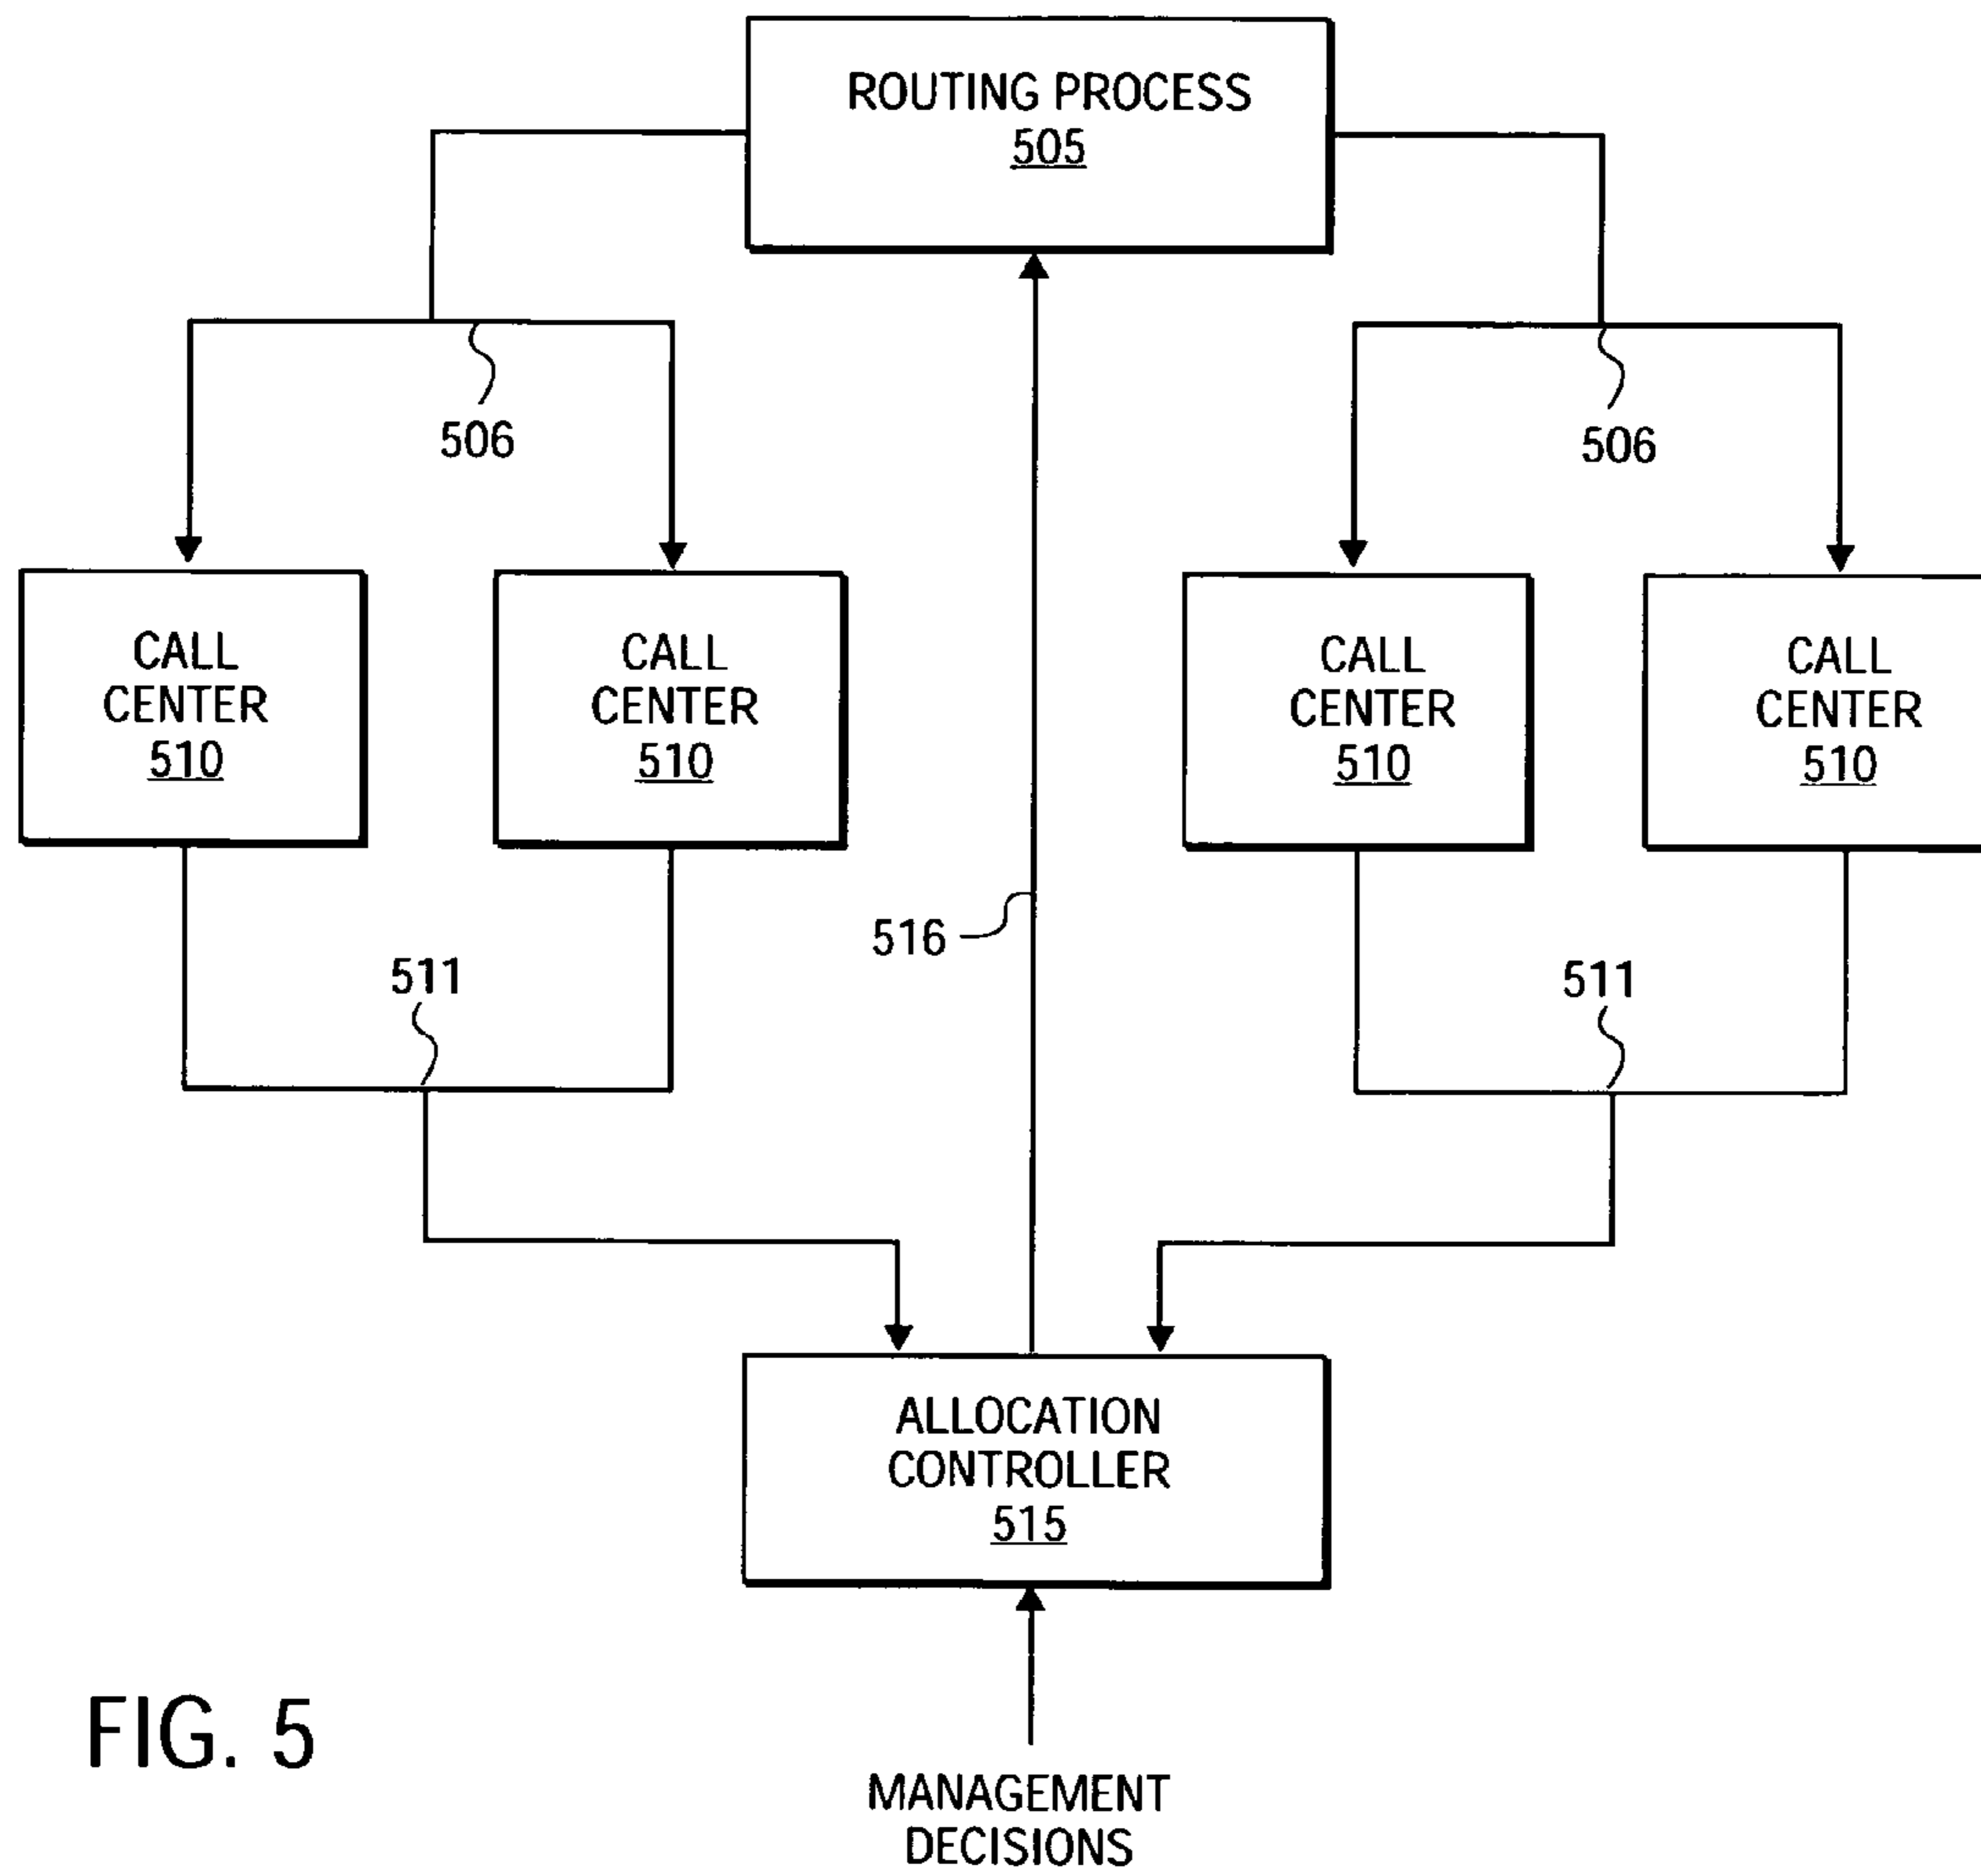 ROUTING PROCESS
505
506
506
CALL
CENTER
510
CALL
CENTER
510
CALL
CENTER
510
CALL
CENTER
510
516
511
511
ALLOCATION
CONTROLLER
515
MANAGEMENT
DECISIONS
FIG. 5